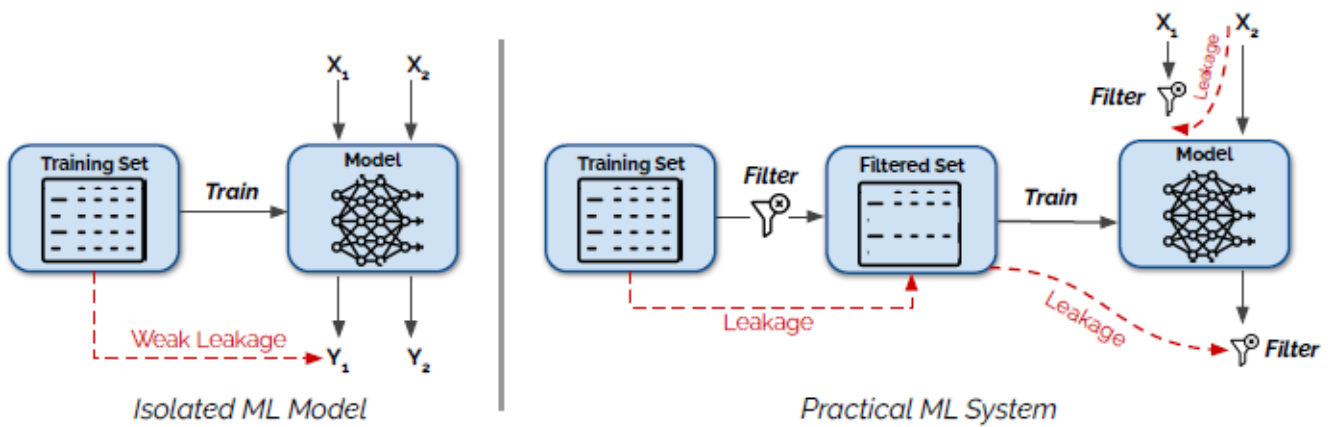 X₁ X₂
Training Set
Model
Train
Weak Leakage
Y₁ Y₂
Isolated ML Model
X₁ X₂
Leakage
Filter
Training Set
Filter
Filtered Set
Train
Model
Leakage
Leakage
Filter
Practical ML System